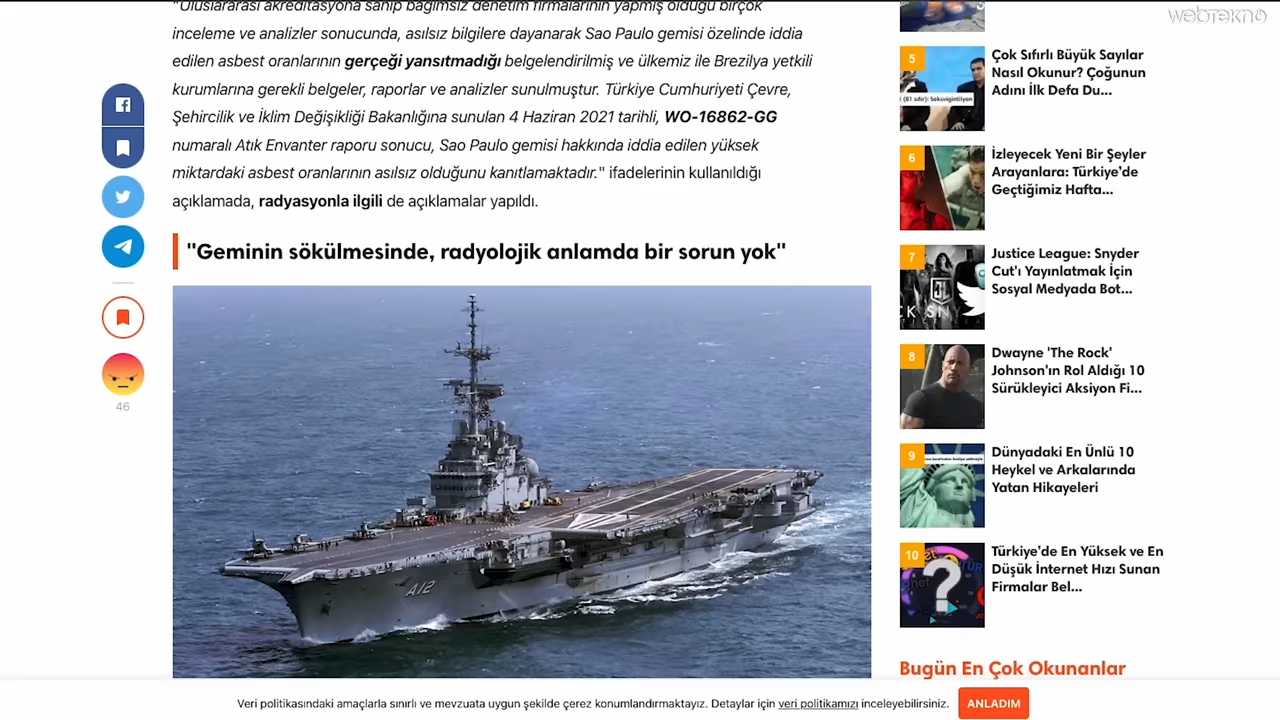 webtekno
"Uluslararası akreditasyona sahip bağımsız denetim firmalarının yapmış olduğu birçok
inceleme ve analizler sonucunda, asılsız bilgilere dayanarak Sao Paulo gemisi özelinde iddia
edilen asbest oranlarının gerçeği yansıtmadığı belgelendirilmiş ve ülkemiz ile Brezilya yetkili
kurumlarına gerekli belgeler, raporlar ve analizler sunulmuştur. Türkiye Cumhuriyeti Çevre,
Şehircilik ve İklim Değişikliği Bakanlığına sunulan 4 Haziran 2021 tarihli, WO-16862-GG
numaralı Atık Envanter raporu sonucu, Sao Paulo gemisi hakkında iddia edilen yüksek
miktardaki asbest oranlarının asılsız olduğunu kanıtlamaktadır." ifadelerinin kullanıldığı
açıklamada, radyasyonla ilgili de açıklamalar yapıldı.
"Geminin sökülmesinde, radyolojik anlamda bir sorun yok"
A12
46
5
(81 sıfır): Seksvigintilyon
Çok Sıfırlı Büyük Sayılar
Nasıl Okunur? Çoğunun
Adını İlk Defa Du...
6
İzleyecek Yeni Bir Şeyler
Arayanlara: Türkiye'de
Geçtiğimiz Hafta...
7
Justice League: Snyder
Cut'ı Yayınlatmak İçin
Sosyal Medyada Bot...
8
Dwayne 'The Rock'
Johnson'ın Rol Aldığı 10
Sürükleyici Aksiyon Fi...
9
Dünyadaki En Ünlü 10
Heykel ve Arkalarında
Yatan Hikayeleri
10
Türkiye'de En Yüksek ve En
Düşük İnternet Hızı Sunan
Firmalar Bel...
Bugün En Çok Okunanlar
Veri politikasındaki amaçlarla sınırlı ve mevzuata uygun şekilde çerez konumlandırmaktayız. Detaylar için veri politikamızı inceleyebilirsiniz.
ANLADIM